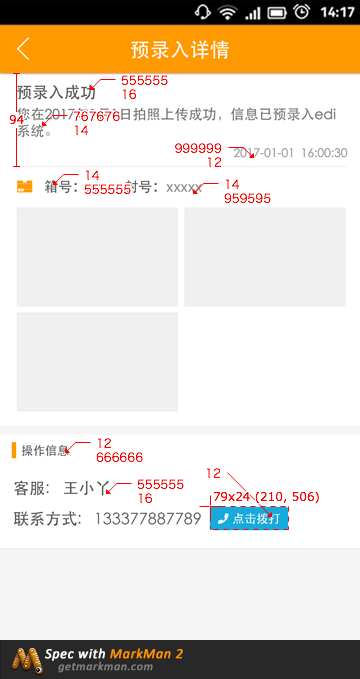 14:17
预录入详情
预录入成功
555555
16
94
您在2017年 月 日拍照上传成功，信息已预录入edi
系统。
767676
14
999999
12
2017-01-01 16:00:30
箱号：
14
555555
封号：xxxxx
14
959595
操作信息
12
666666
客服： 王小丫
555555
16
12
79x24 (210, 506)
联系方式： 133377887789
点击拨打
Spec with MarkMan 2
getmarkman.com